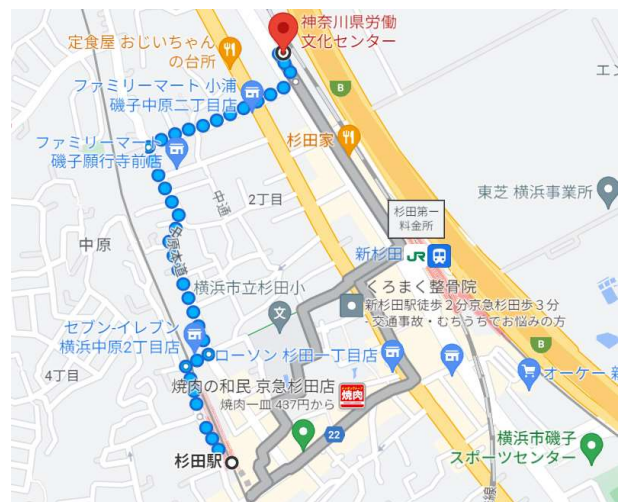 神奈川県労働
文化センター
定食屋 おじいちゃん
の台所
ファミリーマート 小浦
磯子中原二丁目店
B
エン
ファミリーマート
磯子願行寺前店
杉田家
東芝 横浜事業所
中通
2丁目
杉田第一
料金所
中原
新杉田
JR
くろまく整骨院
新杉田駅徒歩2分京急杉田歩3分
- 交通事故・むちうちでお悩みの方
横浜市立杉田小
文
セブン-イレブン
横浜中原2丁目店
ローソン 杉田一丁目店
B
4丁目
焼肉の和民 京急杉田店
焼肉一皿 437円から
焼肉
オーケー 新
22
横浜市磯子
スポーツセンター
杉田駅
線